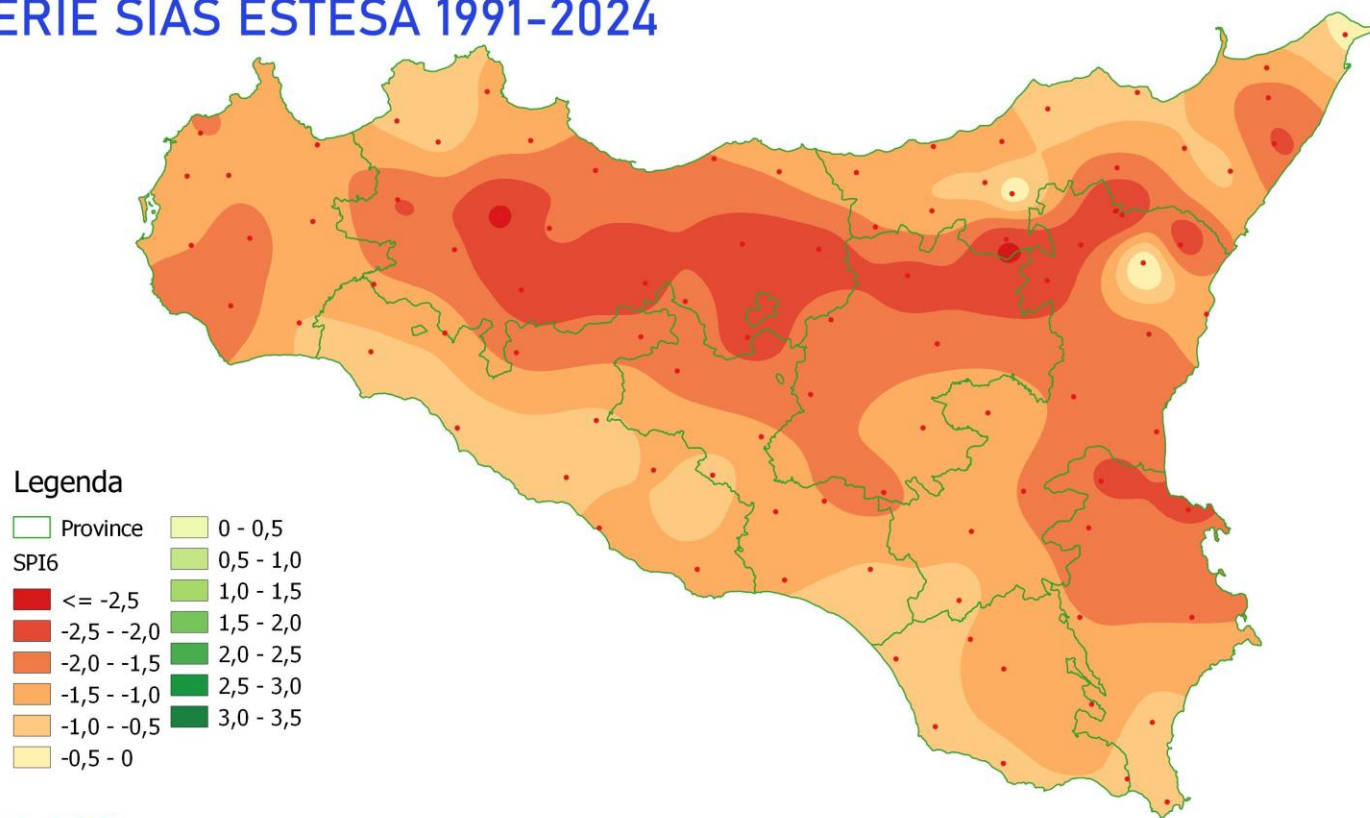 ERIE SIAS ESTESA 1991-2024
Legenda
Province
SPI6
<= -2,5
-2,5 - -2,0
-2,0 - -1,5
-1,5 - -1,0
-1,0 - -0,5
-0,5 - 0
0 - 0,5
0,5 - 1,0
1,0 - 1,5
1,5 - 2,0
2,0 - 2,5
2,5 - 3,0
3,0 - 3,5